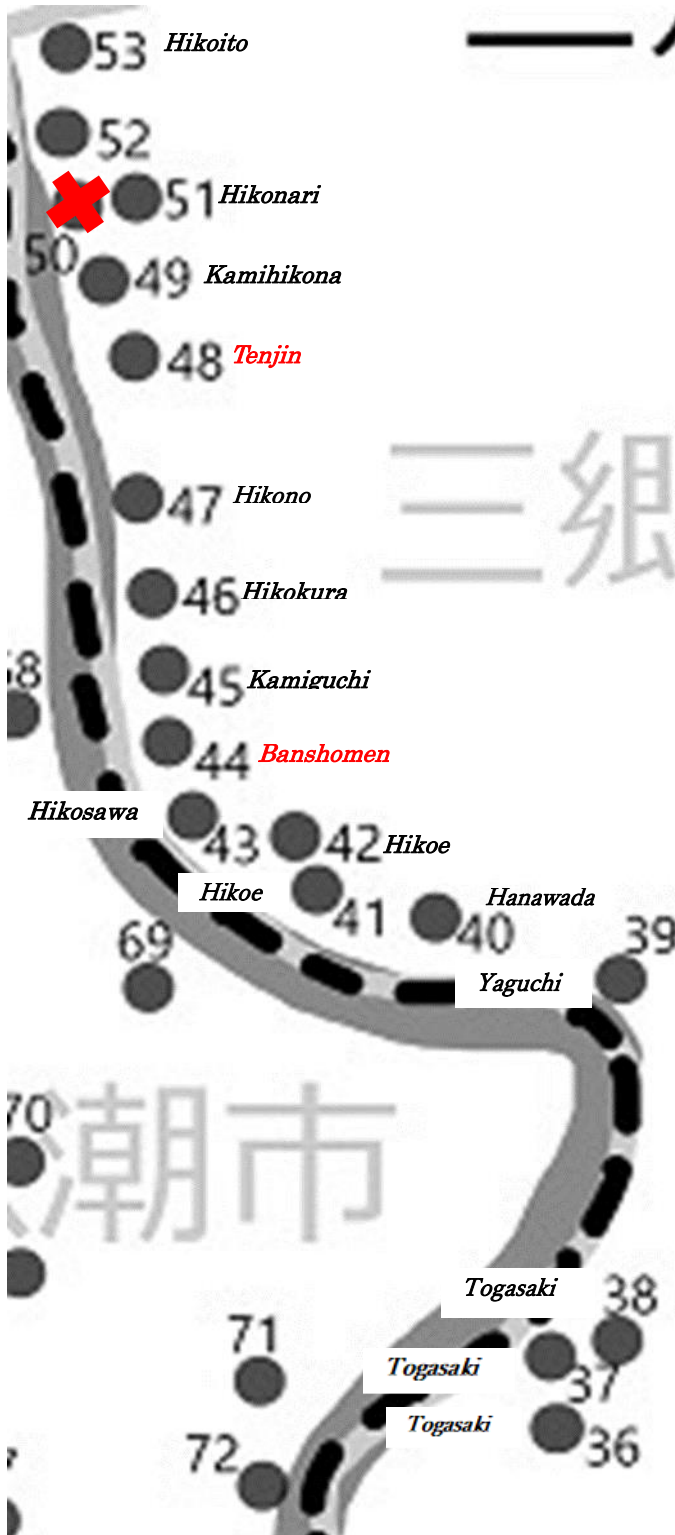 53 Hikoito
52
51 Hikonari
50
49 Kamihikona
48 Tenjin
三郷
47 Hikono
46 Hikokura
45 Kamiguchi
44 Banshomen
Hikosawa
43
42 Hikoe
Hikoe
41
40
Hanawada
39
69
Yaguchi
70
潮市
Togasaki
38
71
Togasaki
37
Togasaki
36
72